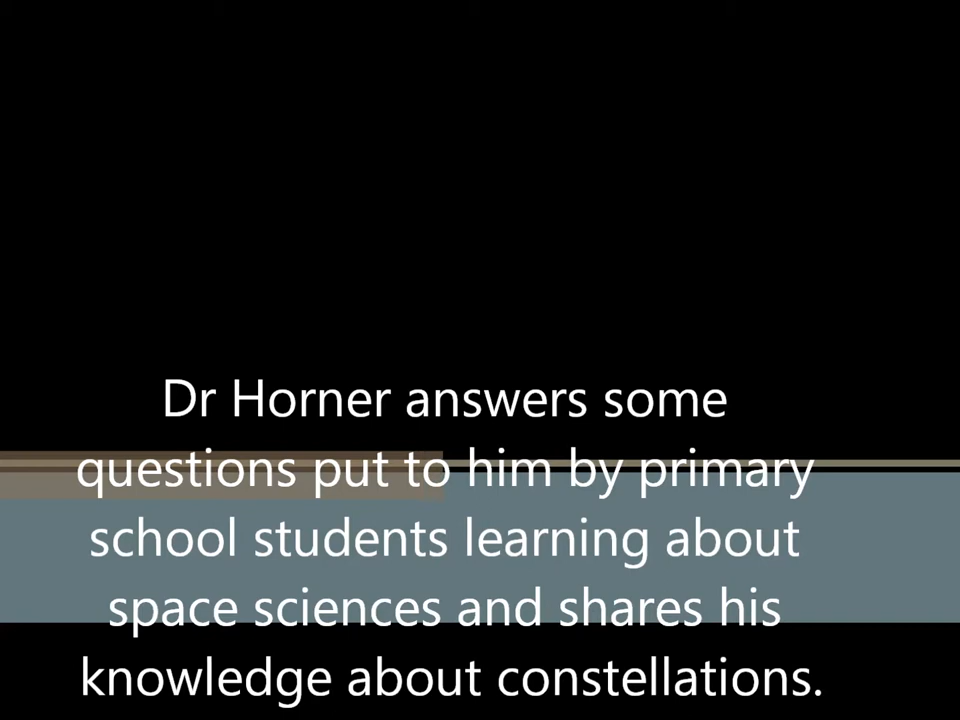 Dr Horner answers some
questions put to him by primary
school students learning about
space sciences and shares his
knowledge about constellations.